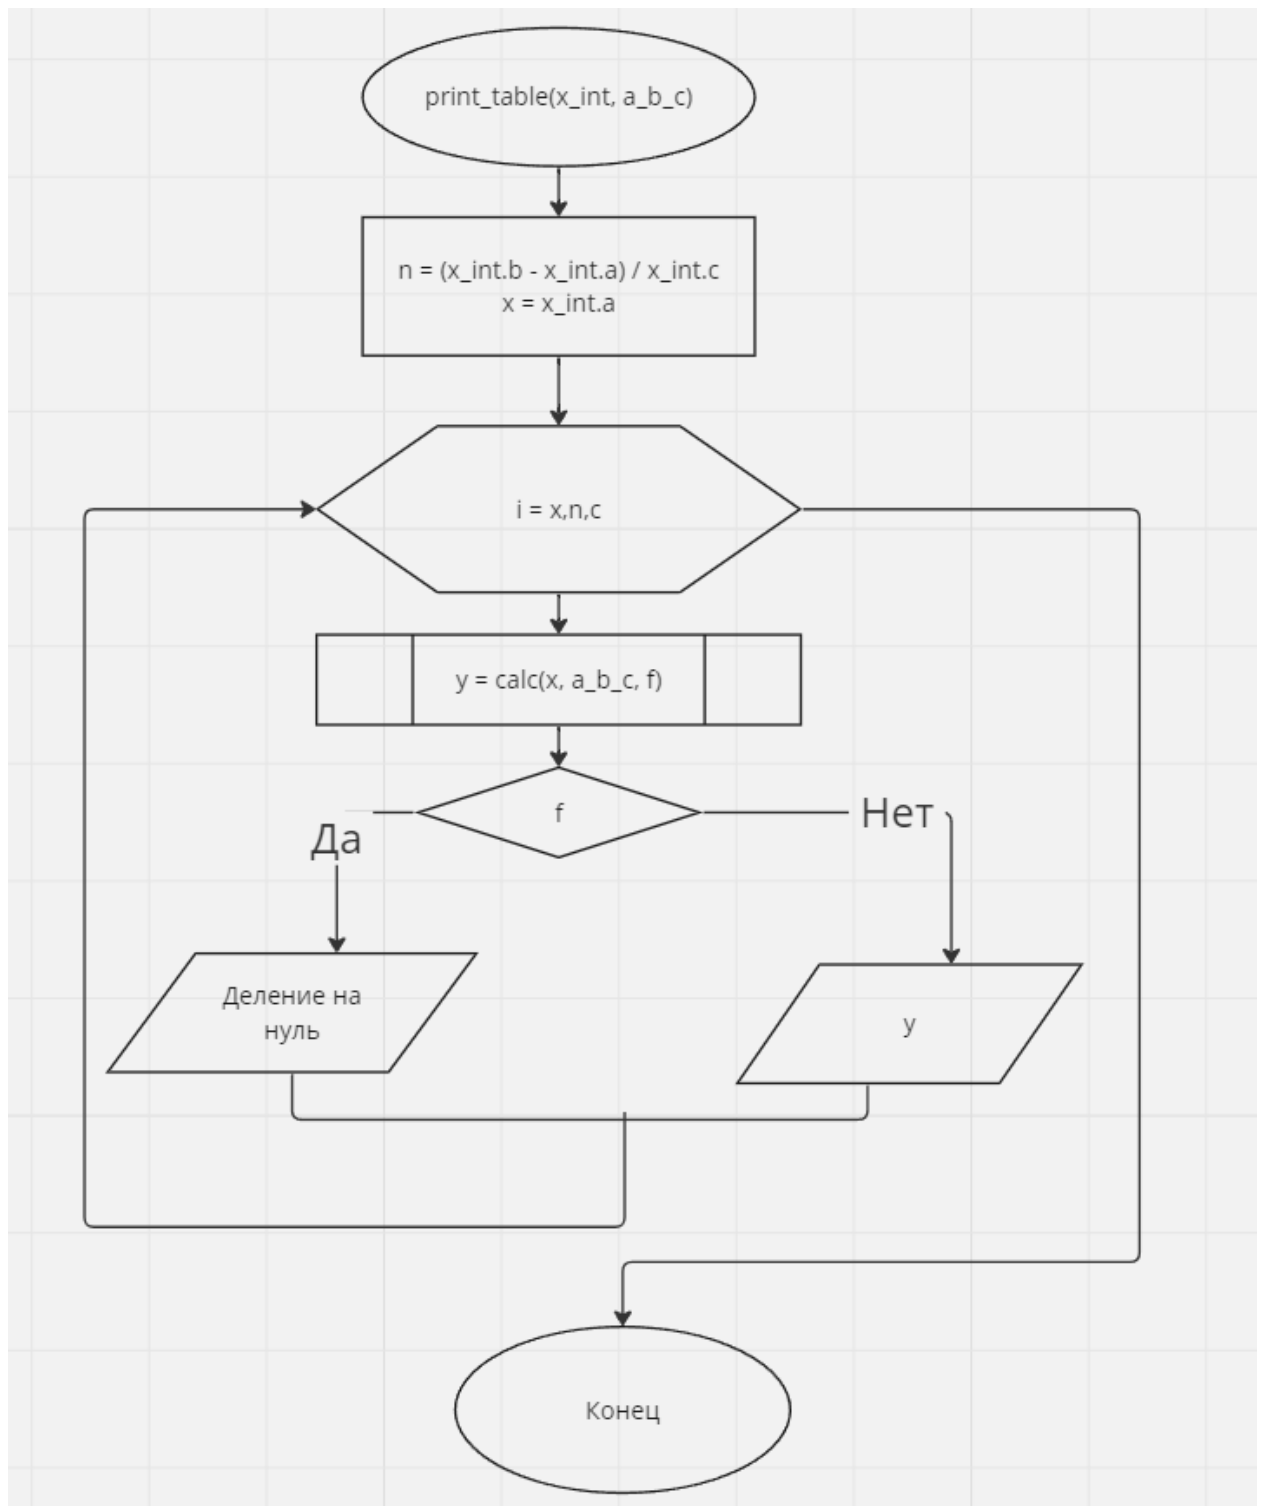 print_table(x_int, a_b_c)
n = (x_int.b - x_int.a) / x_int.c
x = x_int.a
i = x,n,c
y = calc(x, a_b_c, f)
f
Да
Нет
Деление на
нуль
y
Конец